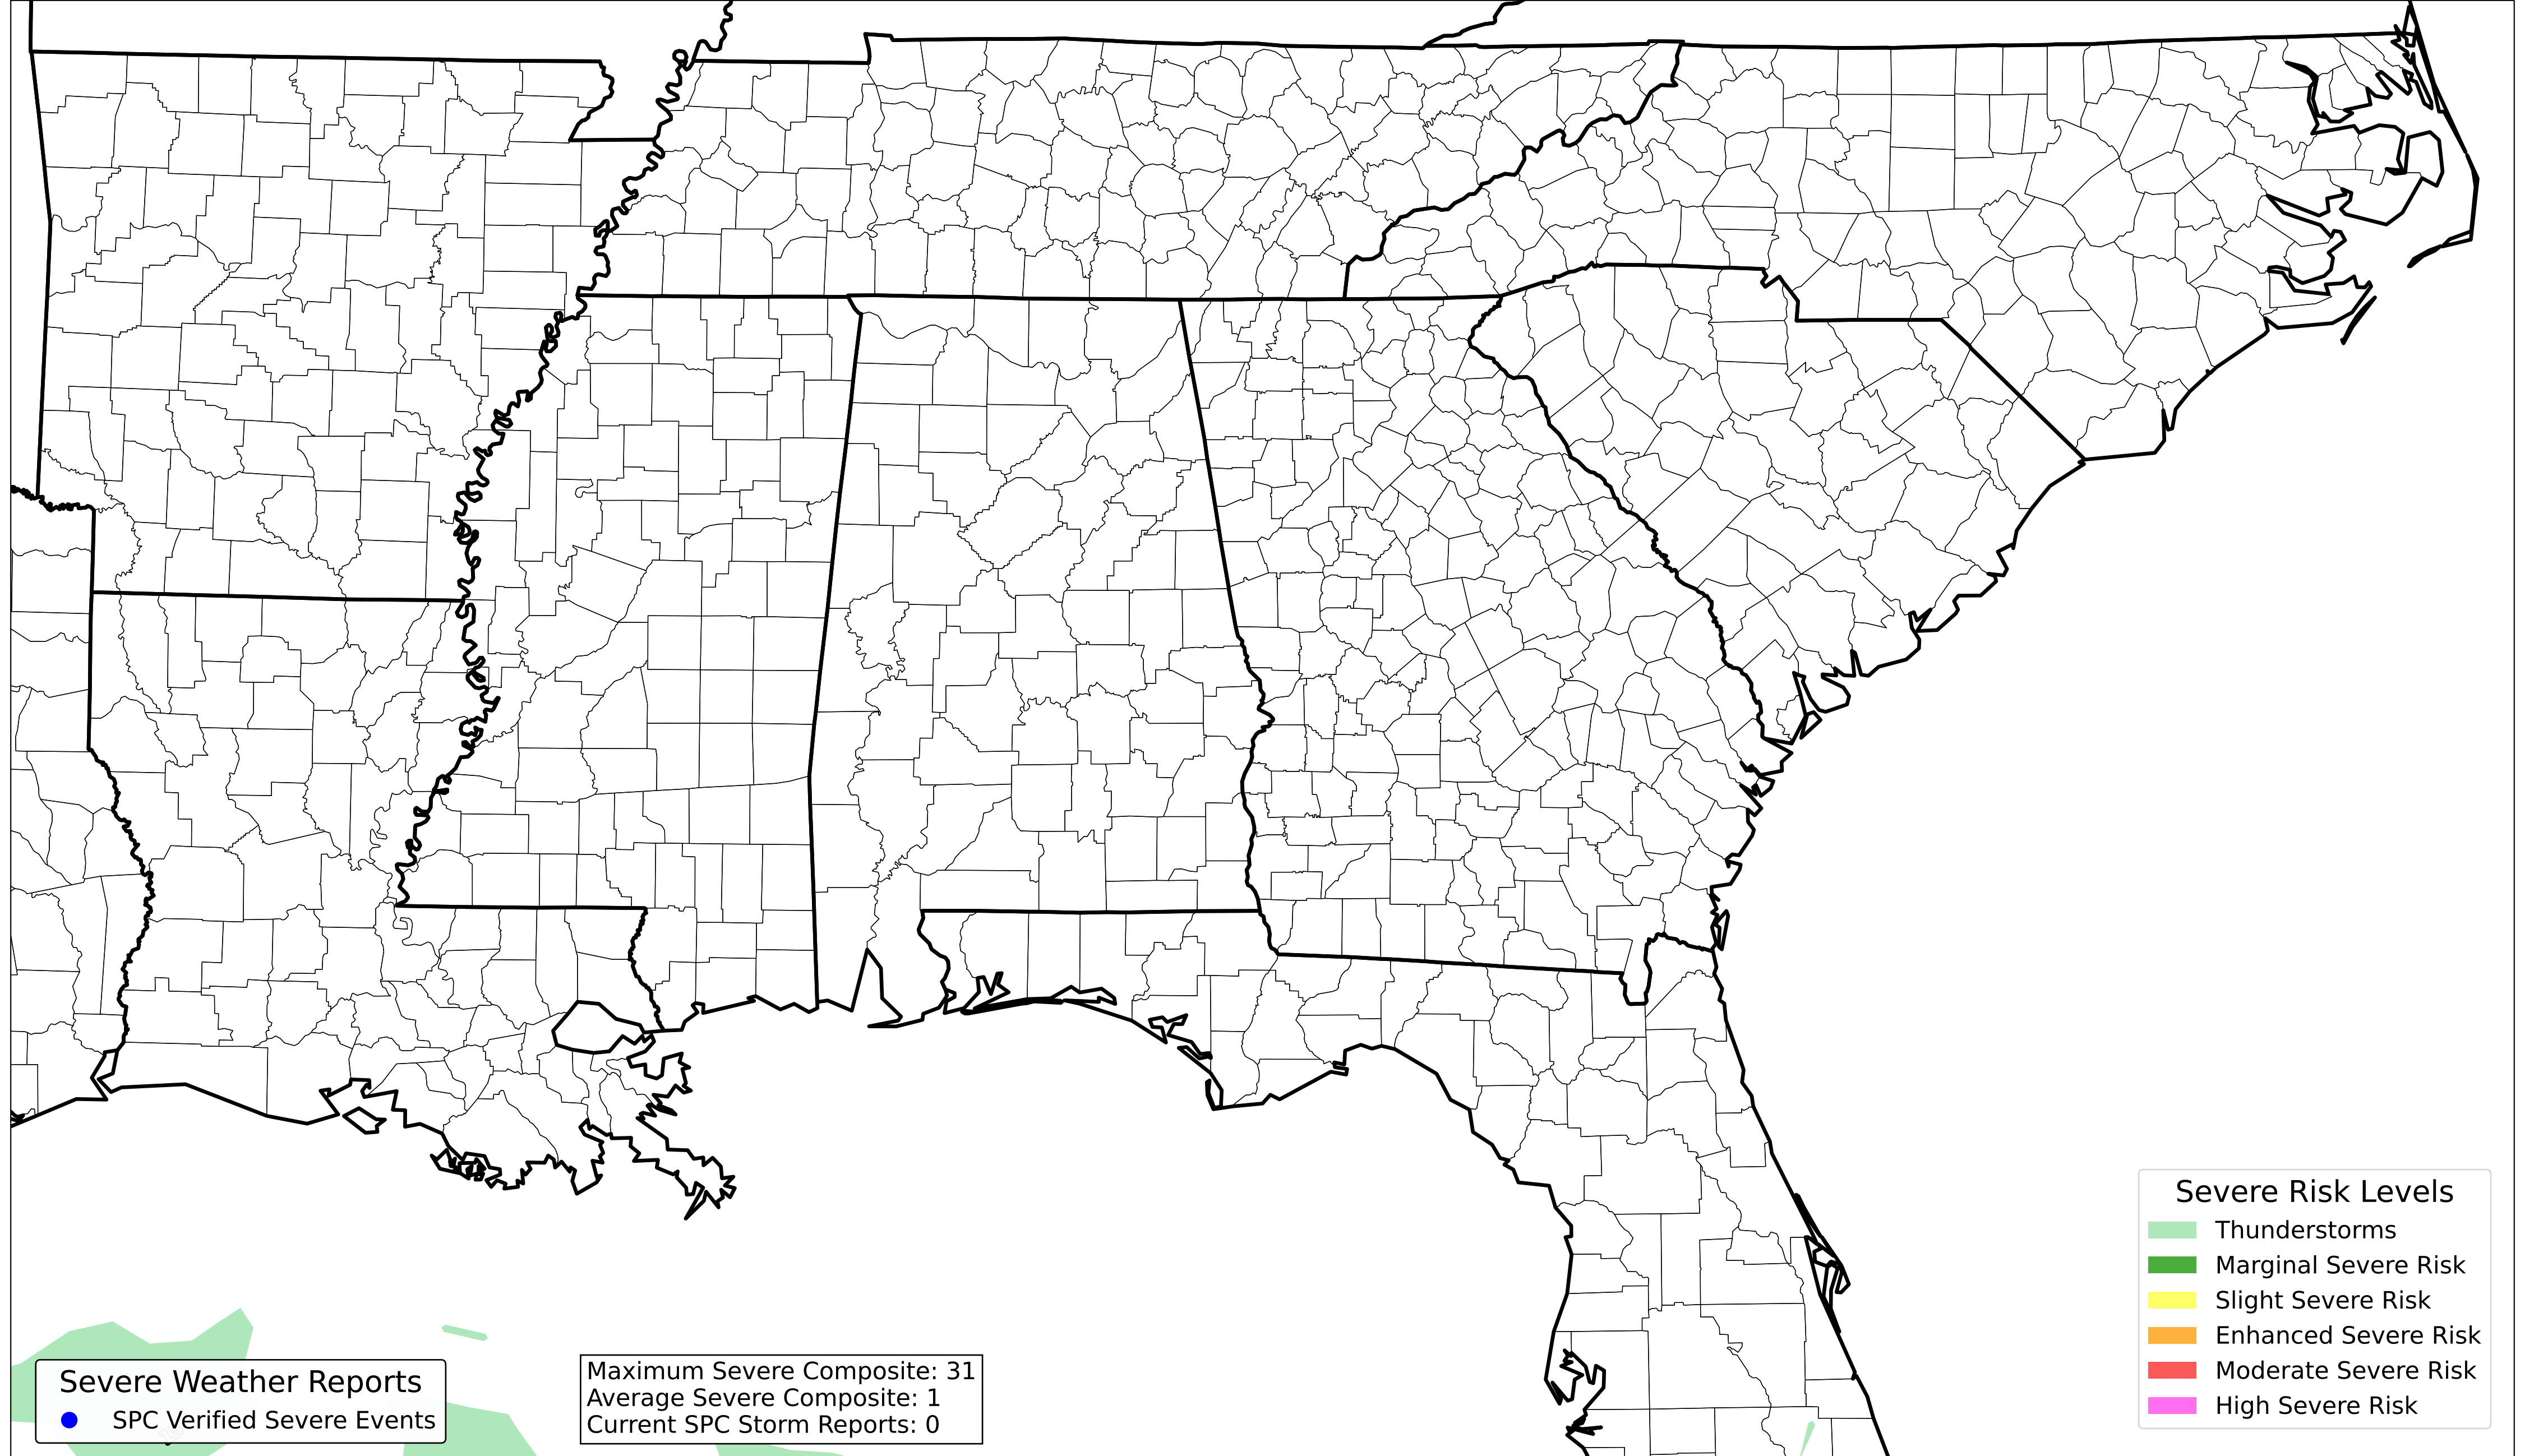 Severe Weather Reports
SPC Verified Severe Events
Maximum Severe Composite: 31
Average Severe Composite: 1
Current SPC Storm Reports: 0
Severe Risk Levels
Thunderstorms
Marginal Severe Risk
Slight Severe Risk
Enhanced Severe Risk
Moderate Severe Risk
High Severe Risk